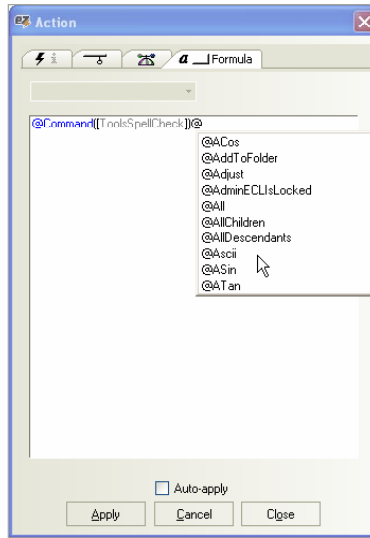 Action
i
a Formula
@Command([ToolsSpellCheck])@
@ACos
@AddToFolder
@Adjust
@AdminECLIsLocked
@All
@AllChildren
@AllDescendants
@Ascii
@ASin
@ATan
Auto-apply
Apply Cancel Close